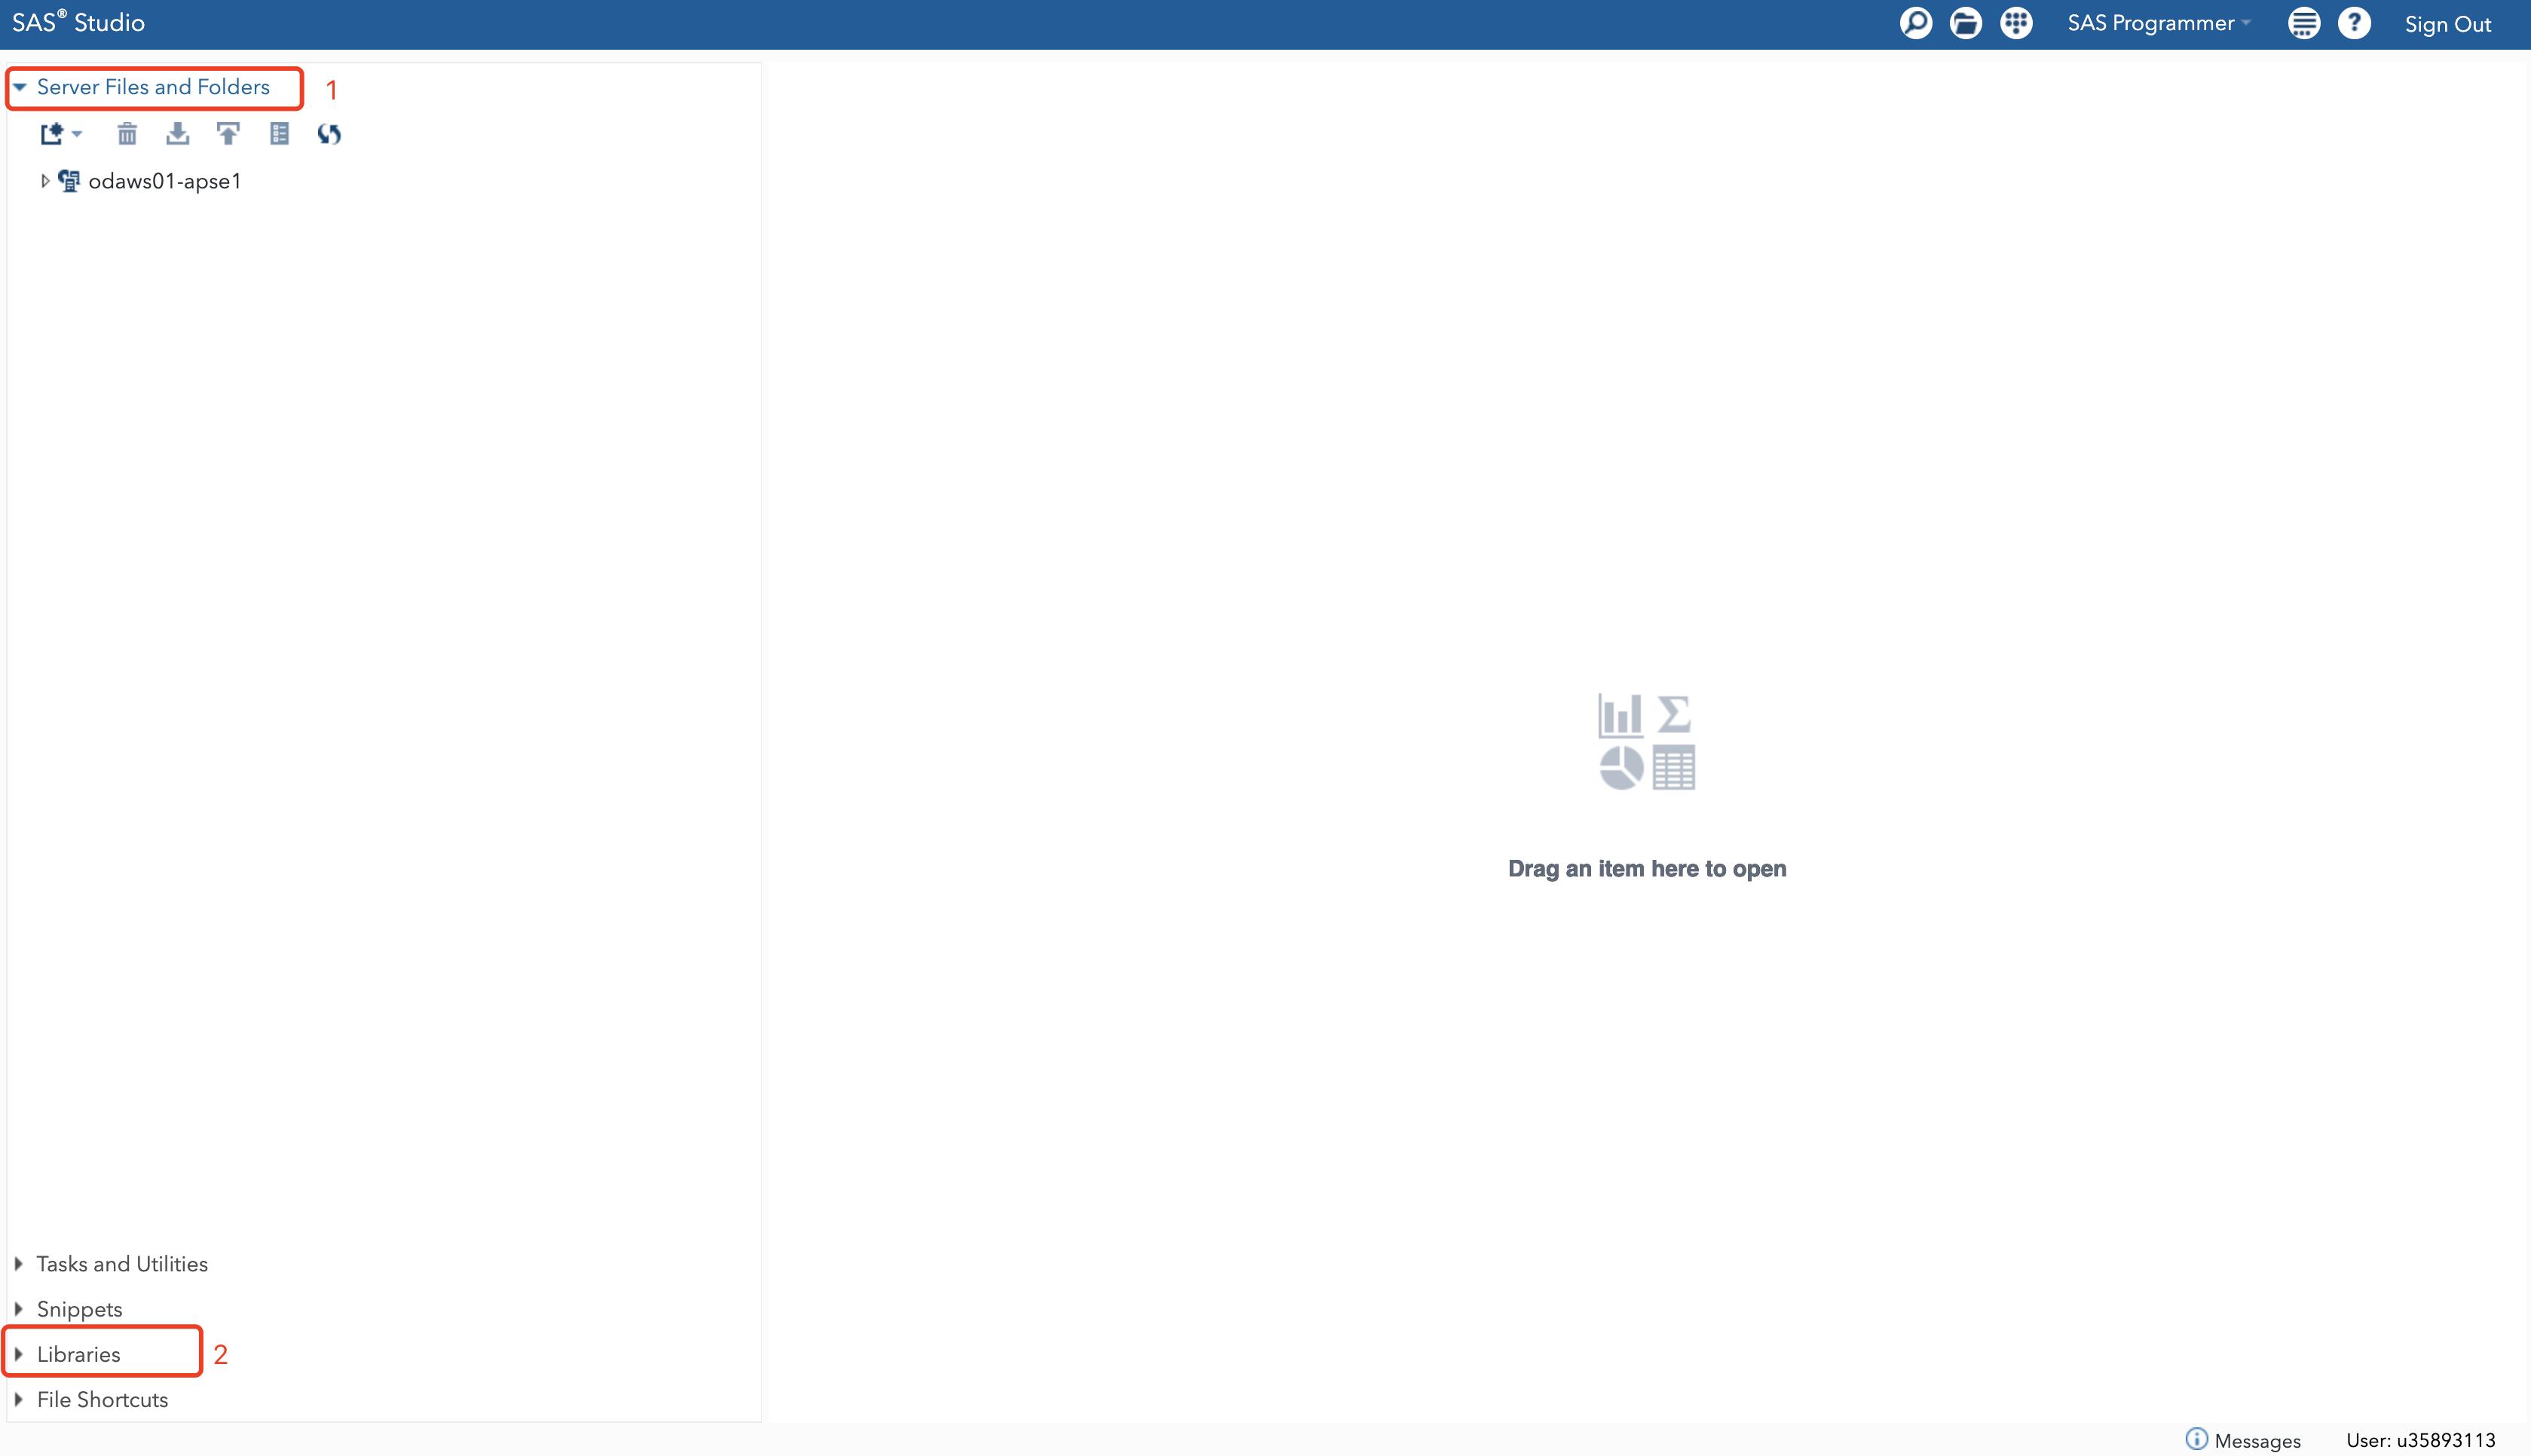 SAS® Studio
SAS Programmer
?
Sign Out
Server Files and Folders 1
odaws01-apse1
Drag an item here to open
Tasks and Utilities
Snippets
Libraries 2
File Shortcuts
Messages User: u35893113